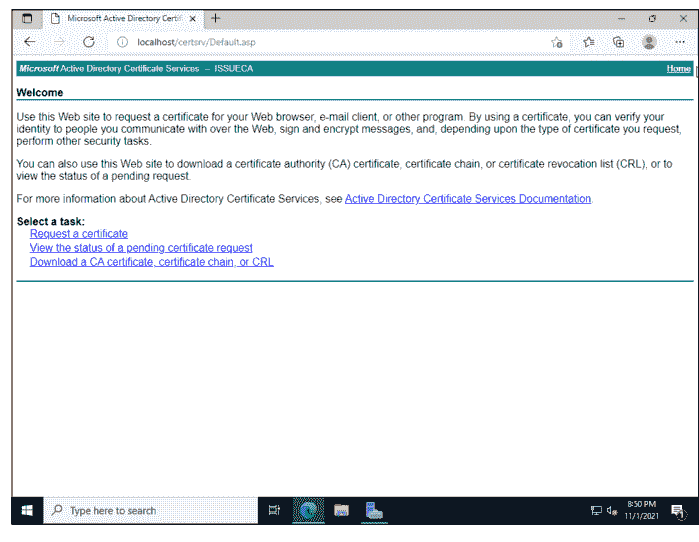 Microsoft Active Directory Certif
localhost/certsrv/Default.asp
Microsoft Active Directory Certificate Services – ISSUECA Home
Welcome
Use this Web site to request a certificate for your Web browser, e-mail client, or other program. By using a certificate, you can verify your
identity to people you communicate with over the Web, sign and encrypt messages, and, depending upon the type of certificate you request,
perform other security tasks.
You can also use this Web site to download a certificate authority (CA) certificate, certificate chain, or certificate revocation list (CRL), or to
view the status of a pending request.
For more information about Active Directory Certificate Services, see Active Directory Certificate Services Documentation.
Select a task:
Request a certificate
View the status of a pending certificate request
Download a CA certificate, certificate chain, or CRL
Type here to search
8:50 PM
11/1/2021